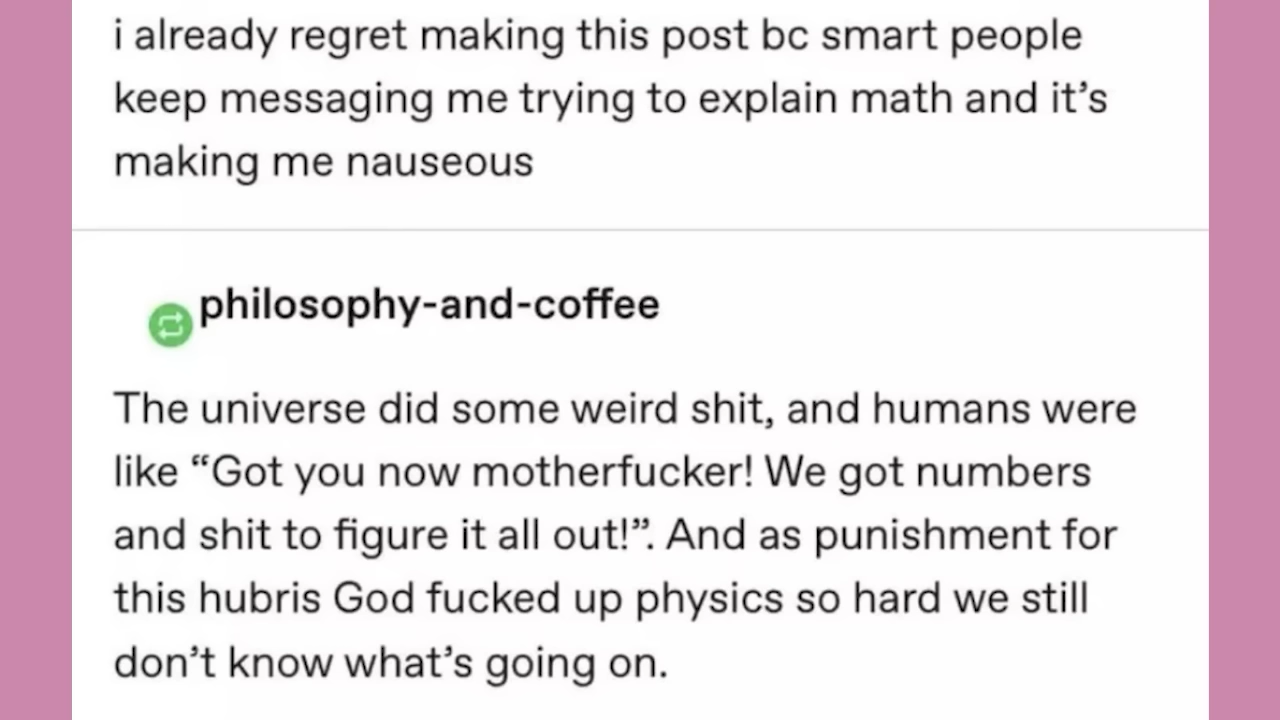 i already regret making this post bc smart people
keep messaging me trying to explain math and it’s
making me nauseous
philosophy-and-coffee
The universe did some weird shit, and humans were
like “Got you now motherfucker! We got numbers
and shit to figure it all out!”. And as punishment for
this hubris God fucked up physics so hard we still
don’t know what’s going on.